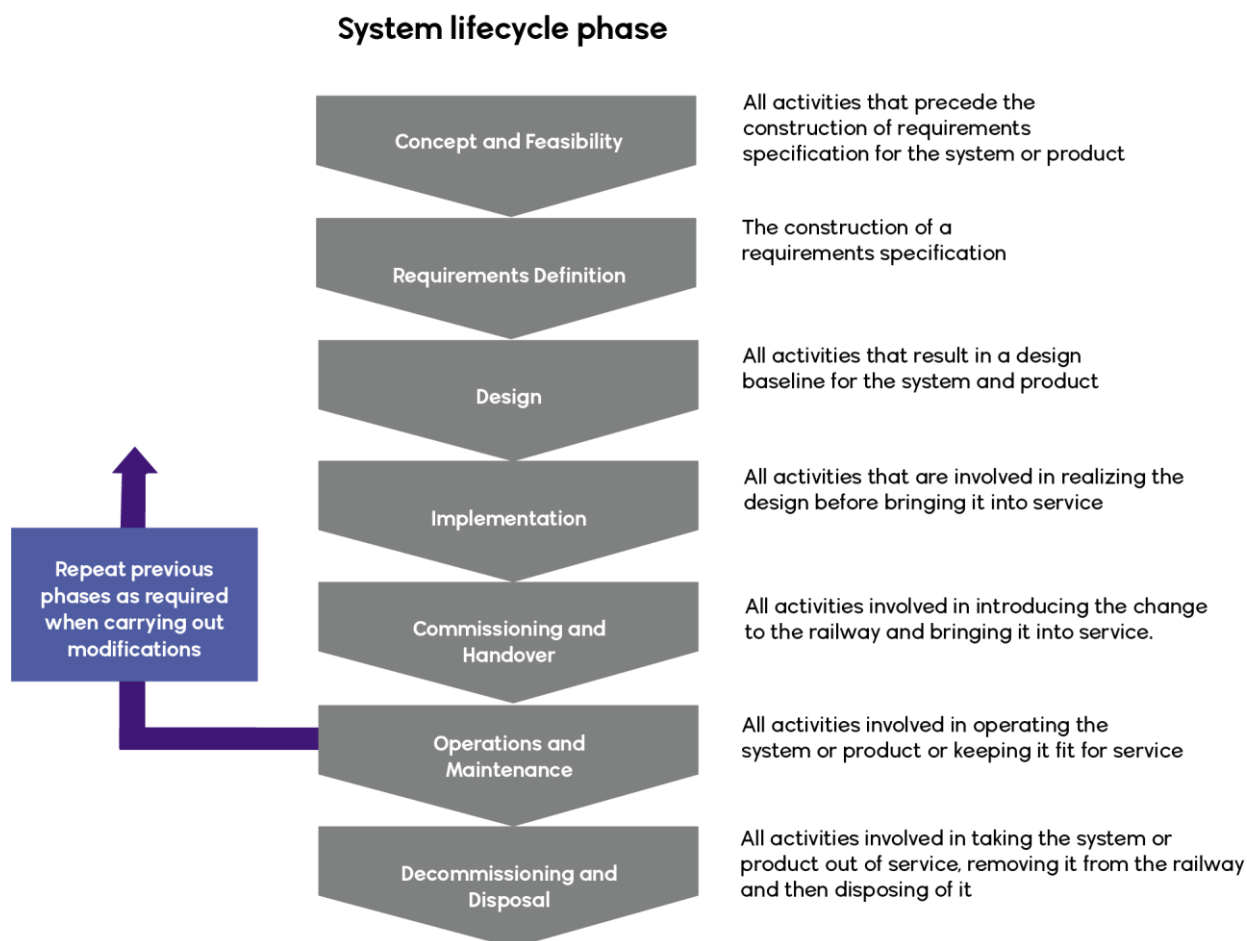 System lifecycle phase
Concept and Feasibility
All activities that precede the
construction of requirements
specification for the system or product
Requirements Definition
The construction of a
requirements specification
Design
All activities that result in a design
baseline for the system and product
Implementation
All activities that are involved in realizing the
design before bringing it into service
Repeat previous
phases as required
when carrying out
modifications
Commissioning and
Handover
All activities involved in introducing the change
to the railway and bringing it into service.
Operations and
Maintenance
All activities involved in operating the
system or product or keeping it fit for service
Decommissioning and
Disposal
All activities involved in taking the system or
product out of service, removing it from the railway
and then disposing of it